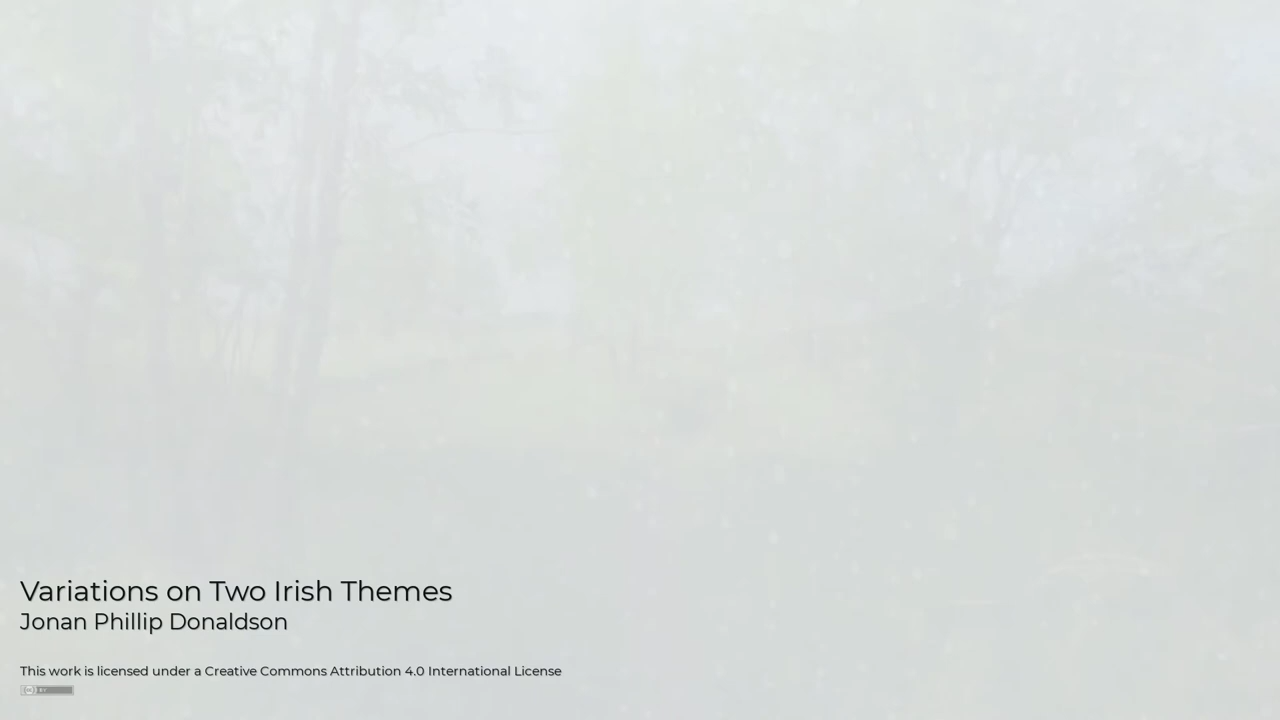 Variations on Two Irish Themes
Jonan Phillip Donaldson
This work is licensed under a Creative Commons Attribution 4.0 International License
BY